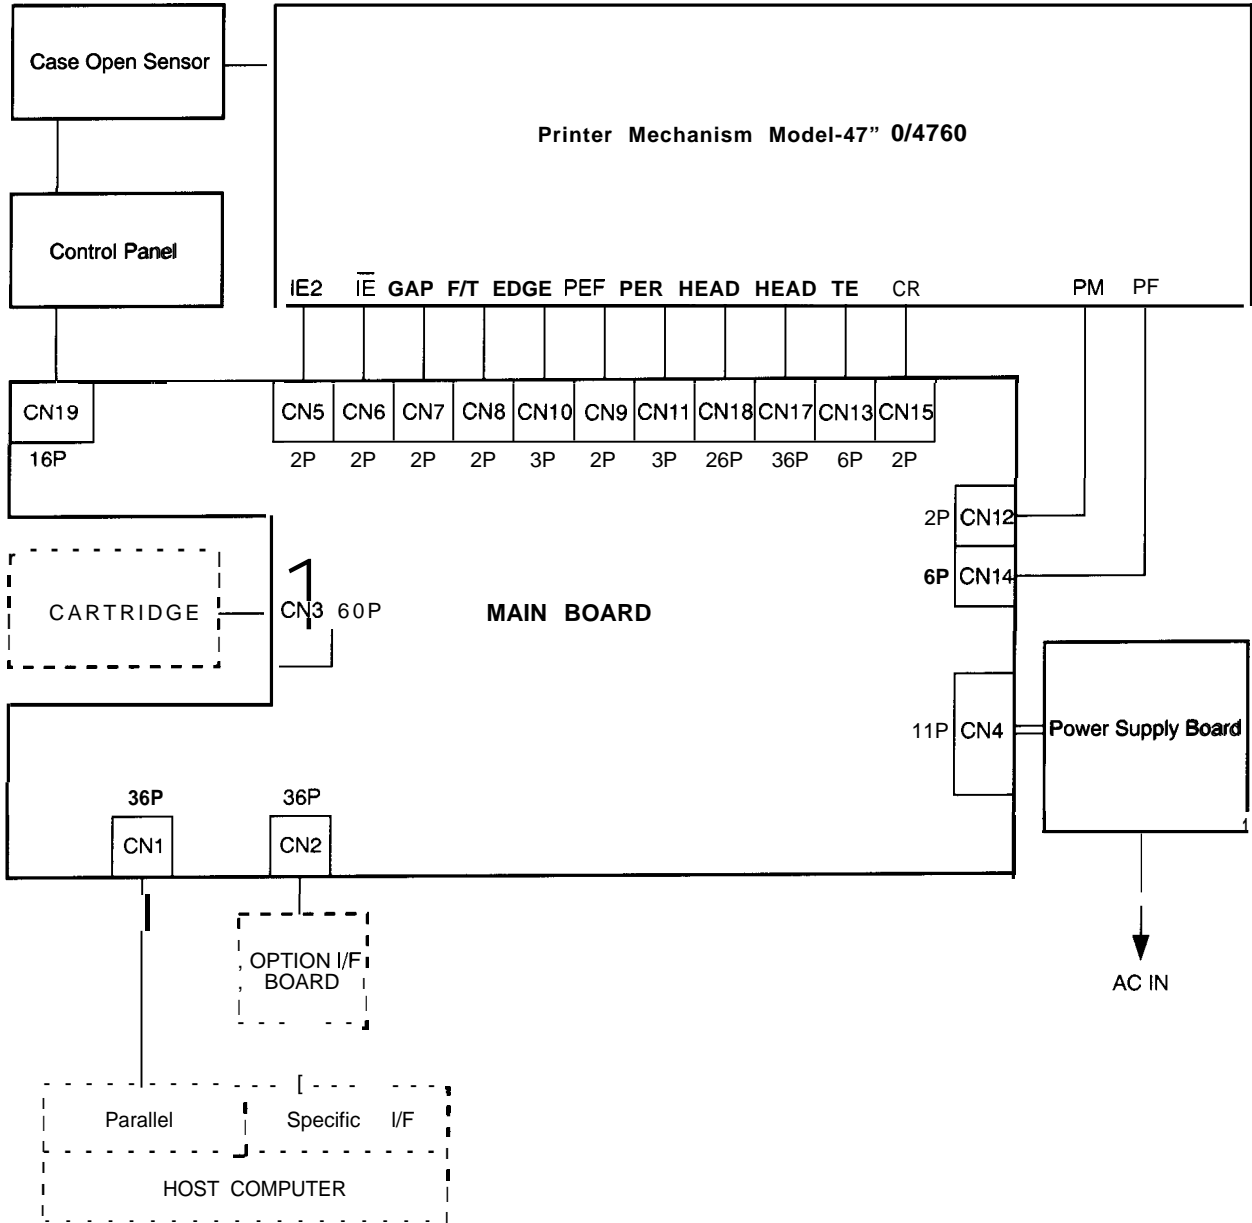 Case Open Sensor
Printer Mechanism Model-47” 0/4760
Control Panel
IE2 IE GAP F/T EDGE PEF PER HEAD HEAD TE CR PM PF
CN19 CN5 CN6 CN7 CN8 CN10 CN9 CN11 CN18 CN17 CN13 CN15
16P 2P 2P 2P 2P 3P 2P 3P 26P 36P 6P 2P
2P CN12
6P CN14
CARTRIDGE CN3 60P MAIN BOARD
11P CN4 Power Supply Board
36P 36P
CN1 CN2
OPTION I/F
BOARD
AC IN
Parallel Specific I/F
HOST COMPUTER